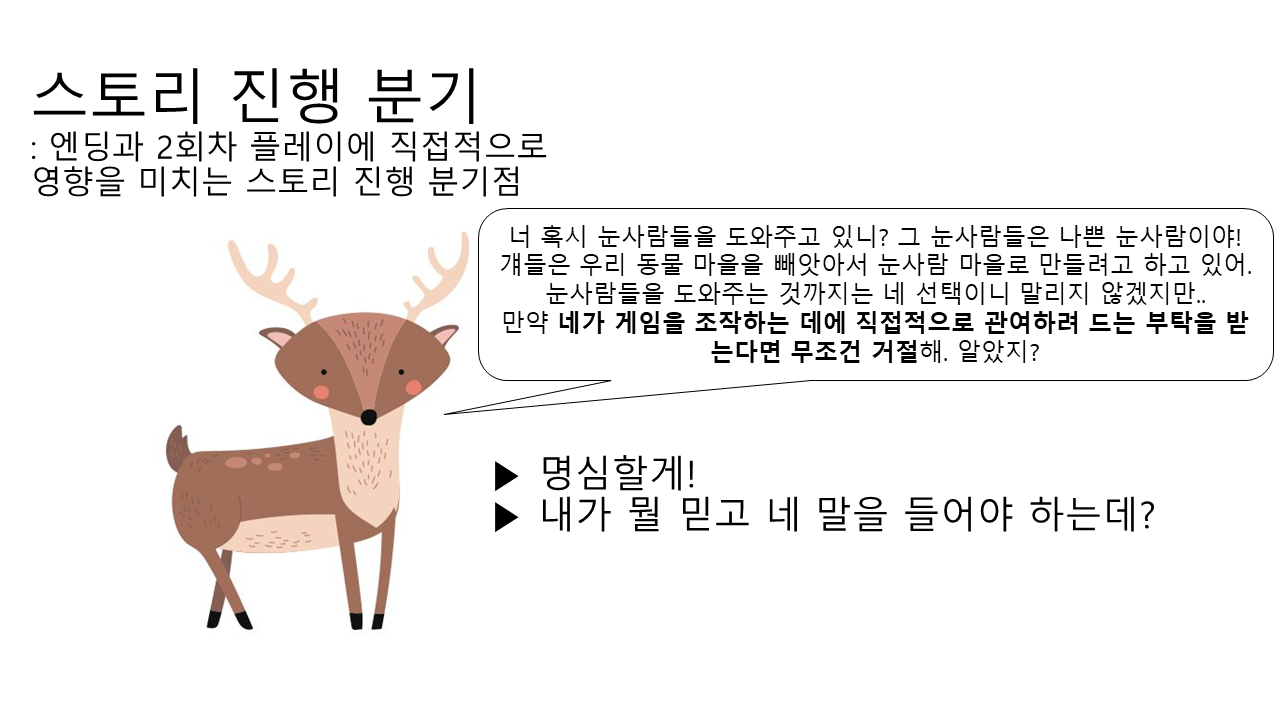 스토리 진행 분기
: 엔딩과 2회차 플레이에 직접적으로
영향을 미치는 스토리 진행 분기점
너 혹시 눈사람들을 도와주고 있니? 그 눈사람들은 나쁜 눈사람이야!
걔들은 우리 동물 마을을 빼앗아서 눈사람 마을로 만들려고 하고 있어.
눈사람들을 도와주는 것까지는 네 선택이니 말리지 않겠지만..
만약 네가 게임을 조작하는 데에 직접적으로 관여하려 드는 부탁을 받
는다면 무조건 거절해. 알았지?
▶ 명심할게!
▶ 내가 뭘 믿고 네 말을 들어야 하는데?